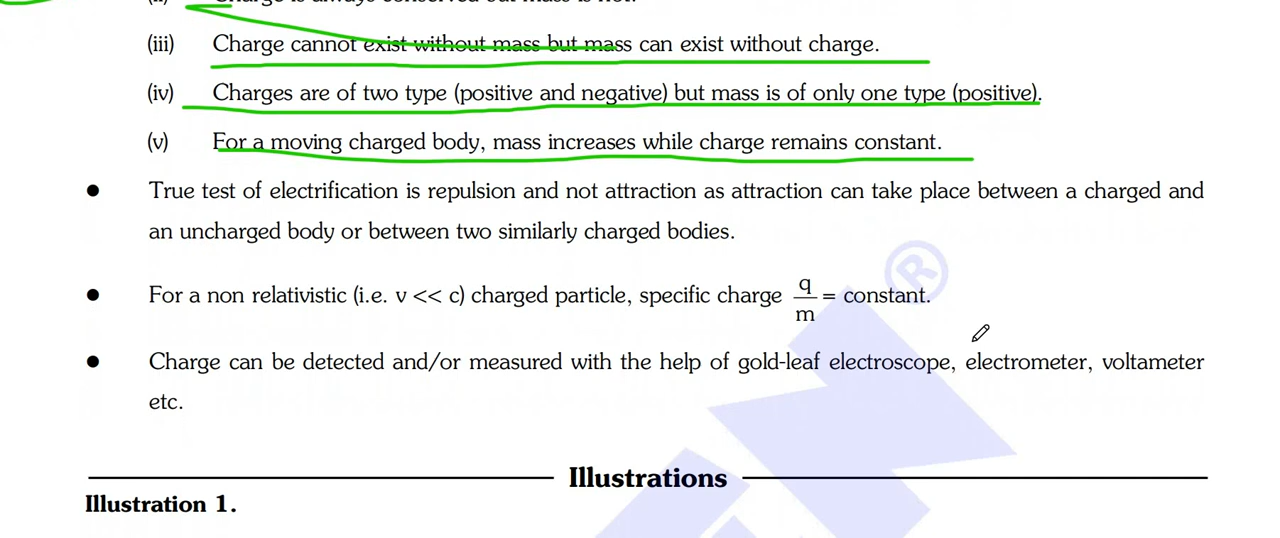 (iii) Charge cannot exist without mass but mass can exist without charge.
(iv) Charges are of two type (positive and negative) but mass is of only one type (positive).
(v) For a moving charged body, mass increases while charge remains constant.
● True test of electrification is repulsion and not attraction as attraction can take place between a charged and
an uncharged body or between two similarly charged bodies.
● For a non relativistic (i.e. v << c) charged particle, specific charge q/m = constant.
● Charge can be detected and/or measured with the help of gold-leaf electroscope, electrometer, voltameter
etc.
Illustrations
Illustration 1.
®